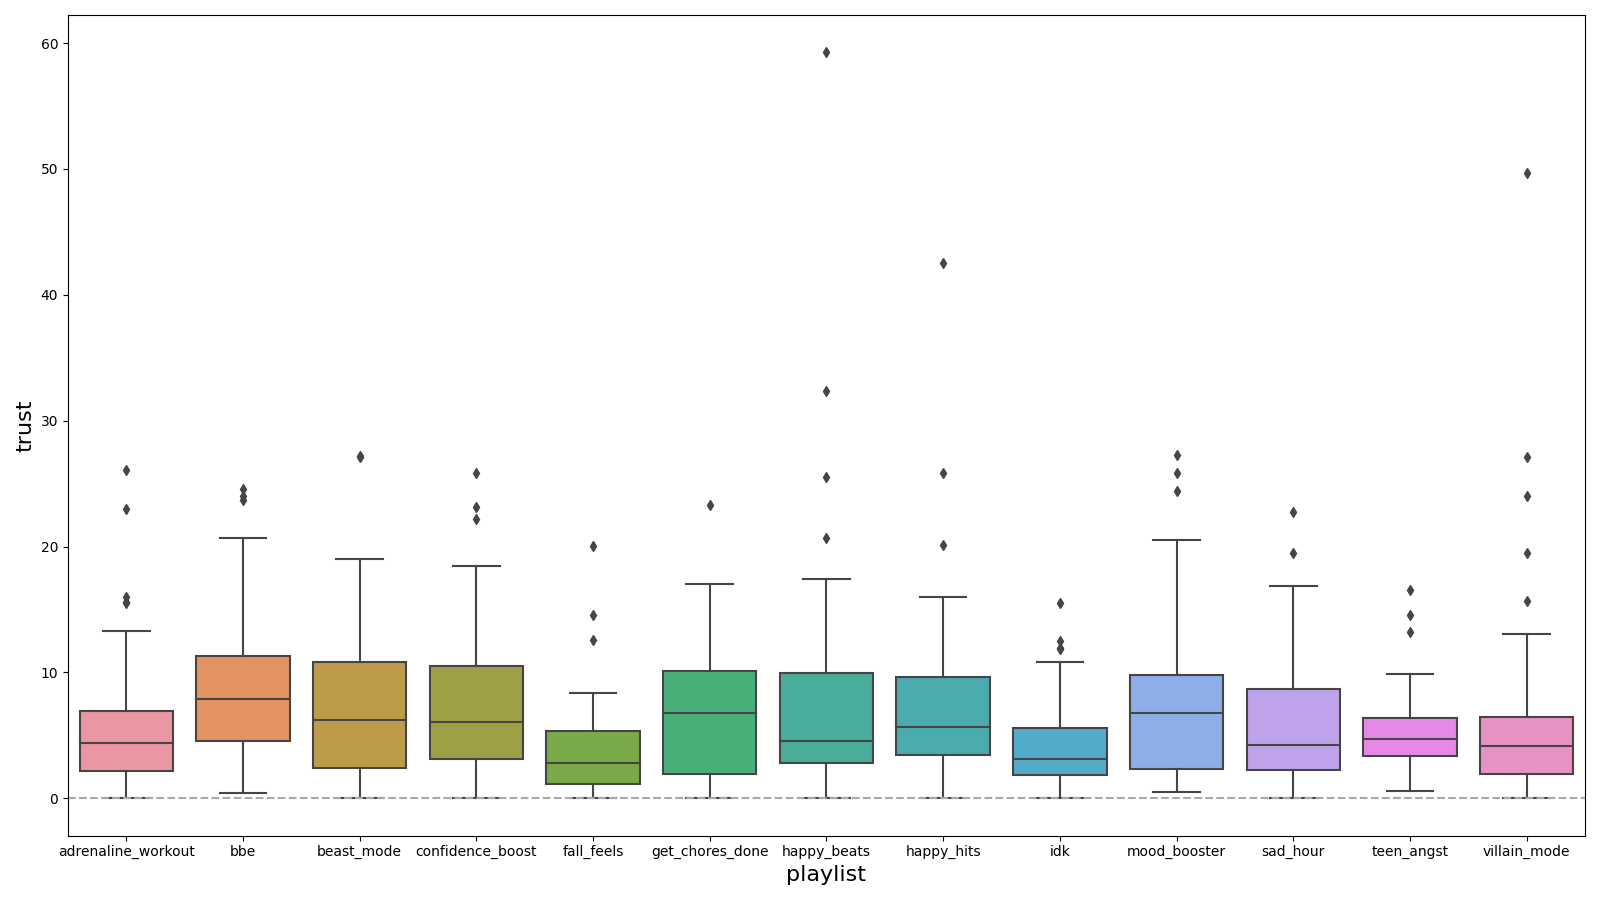 60
50
40
30
20
10
0
trust
adrenaline_workout bbe beast_mode confidence_boost fall_feels get_chores_done happy_beats happy_hits idk mood_booster sad_hour teen_angst villain_mode
playlist